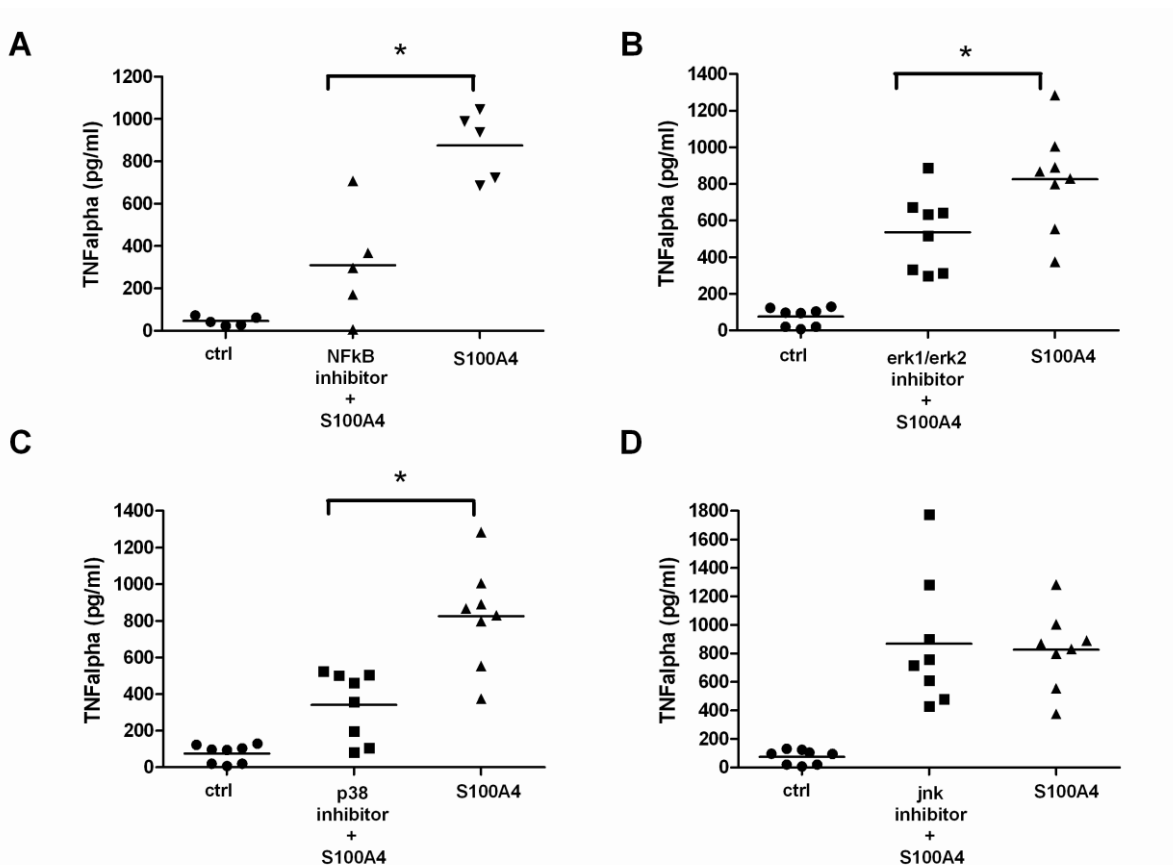 A
*
TNFalpha (pg/ml)
1200
1000
800
600
400
200
0
ctrl
NFkB
inhibitor
+
S100A4
S100A4
B
*
TNFalpha (pg/ml)
1400
1200
1000
800
600
400
200
0
ctrl
erk1/erk2
inhibitor
+
S100A4
S100A4
C
*
TNFalpha (pg/ml)
1400
1200
1000
800
600
400
200
0
ctrl
p38
inhibitor
+
S100A4
S100A4
D
TNFalpha (pg/ml)
1800
1600
1400
1200
1000
800
600
400
200
0
ctrl
jnk
inhibitor
+
S100A4
S100A4